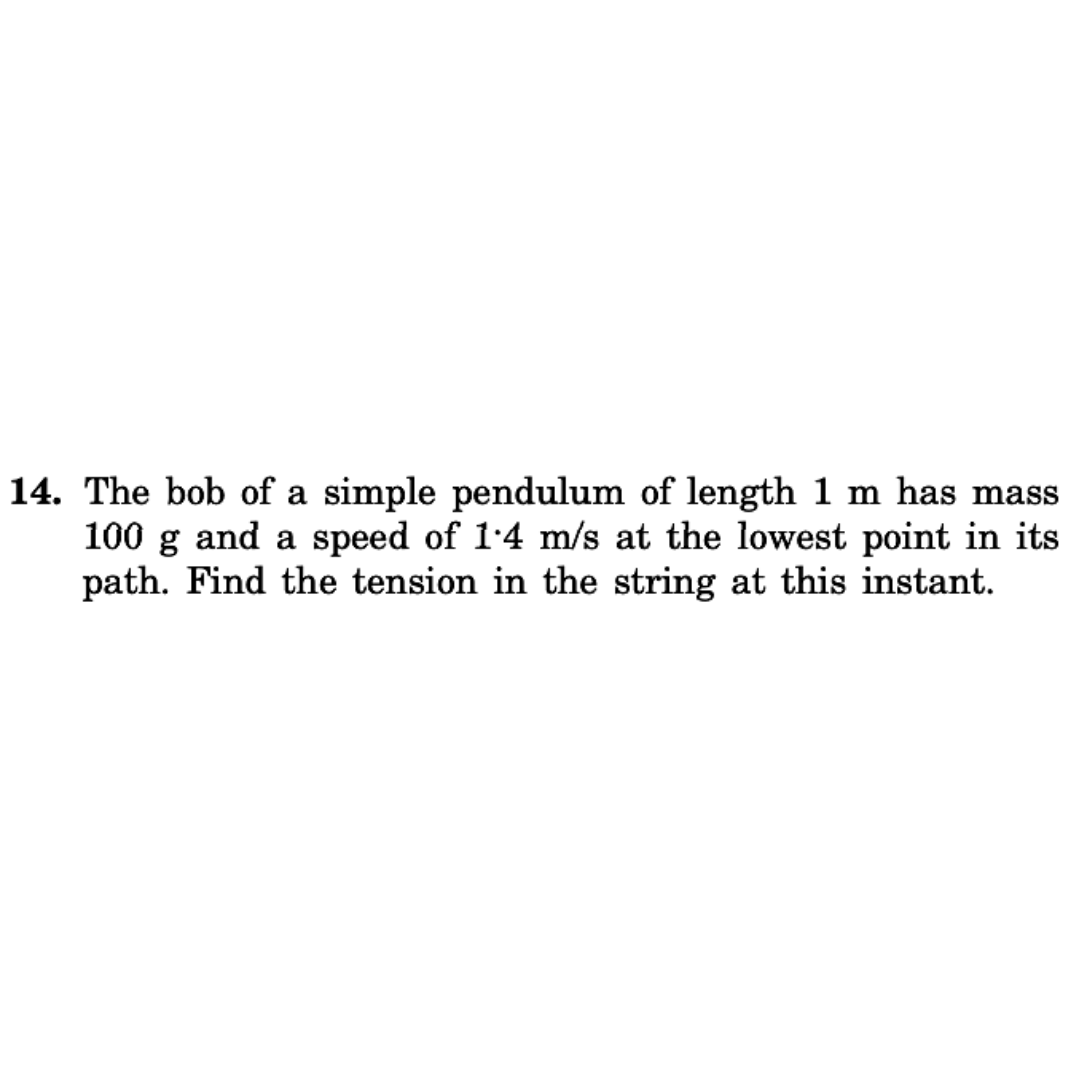 14. The bob of a simple pendulum of length 1 m has mass
100 g and a speed of 1·4 m/s at the lowest point in its
path. Find the tension in the string at this instant.